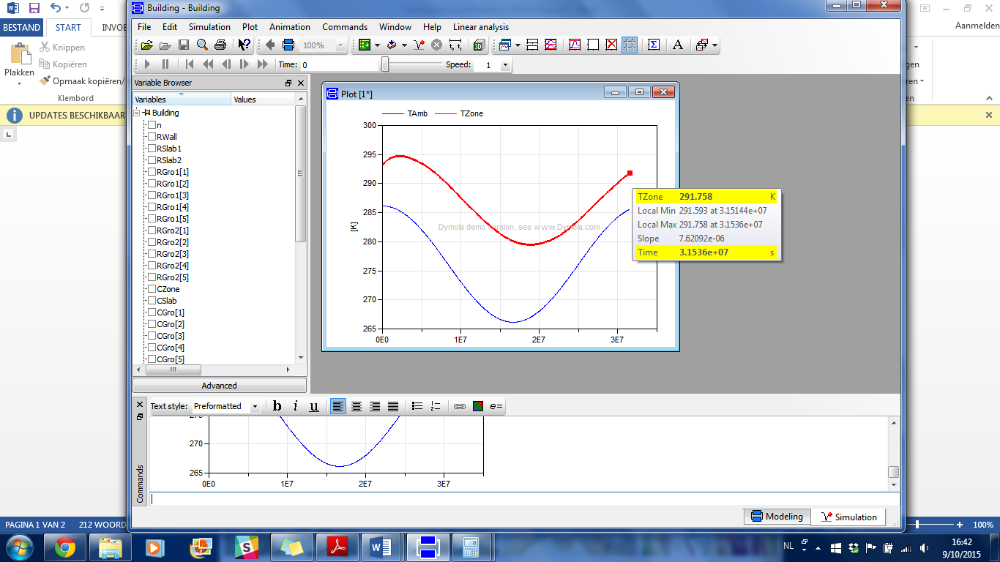 Building - Building
BESTAND START INVOE
Aanmelden
File Edit Simulation Plot Animation Commands Window Help Linear analysis
Plakken
Knippen
Kopiëren
Opmaak kopiëren/
Klembord
100%
Time: 0 Speed: 1
gen
eren
en
UPDATES BESCHIKBAAR
Variable Browser
Variables Values
Building
n
RWall
RSlab1
RSlab2
RGro1[1]
RGro1[2]
RGro1[3]
RGro1[4]
RGro1[5]
RGro2[1]
RGro2[2]
RGro2[3]
RGro2[4]
RGro2[5]
CZone
CSlab
CGro[1]
CGro[2]
CGro[3]
CGro[4]
CGro[5]
Advanced
Plot [1*]
TAmb TZone
300
295
290
285
280
275
270
265
[K]
0E0 1E7 2E7 3E7
Dymola demo version, see www.Dymola.com
TZone 291.758 K
Local Min 291.593 at 3.15144e+07
Local Max 291.758 at 3.1536e+07
Slope 7.62092e-06
Time 3.1536e+07 s
Text style: Preformatted b i u e=
Commands
275
270
265
0E0 1E7 2E7 3E7
Modeling Simulation
PAGINA 1 VAN 2 212 WOORD
100%
NL
16:42
9/10/2015